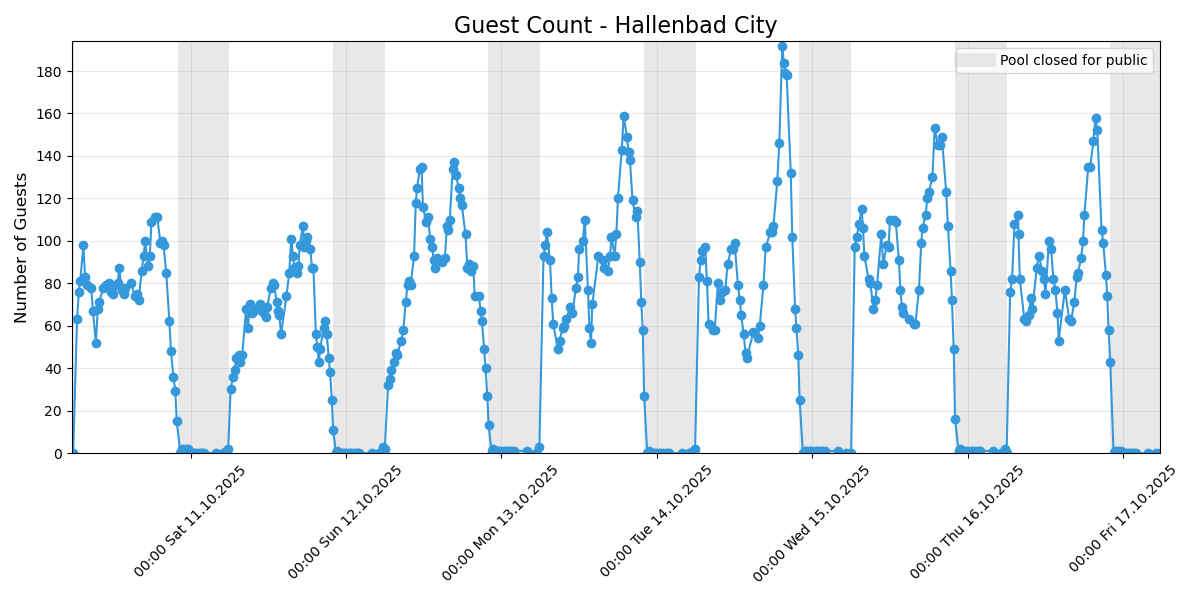 Guest Count - Hallenbad City
Pool closed for public
Number of Guests
180
160
140
120
100
80
60
40
20
0
00:00 Sat 11.10.2025
00:00 Sun 12.10.2025
00:00 Mon 13.10.2025
00:00 Tue 14.10.2025
00:00 Wed 15.10.2025
00:00 Thu 16.10.2025
00:00 Fri 17.10.2025